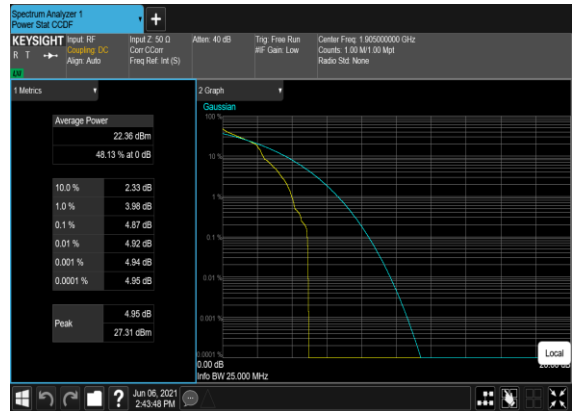 Spectrum Analyzer 1
Power Stat CCDF
KEYSIGHT
R T
LV
Input: RF
Coupling: DC
Align: Auto
Input Z: 50 Ω
Corr CCorr
Freq Ref: Int (S)
Atten: 40 dB
Trig: Free Run
#IF Gain: Low
Center Freq: 1.905000000 GHz
Counts: 1.00 M/1.00 Mpt
Radio Std: None
1 Metrics
Average Power
22.36 dBm
48.13 % at 0 dB
10.0 % 2.33 dB
1.0 % 3.98 dB
0.1 % 4.87 dB
0.01 % 4.92 dB
0.001 % 4.94 dB
0.0001 % 4.95 dB
Peak
4.95 dB
27.31 dBm
2 Graph
Gaussian
100 %
10 %
1 %
0.1 %
0.01 %
0.001 %
0.0001 %
0.00 dB
Info BW 25.000 MHz
Local
?
Jun 06, 2021
2:43:48 PM